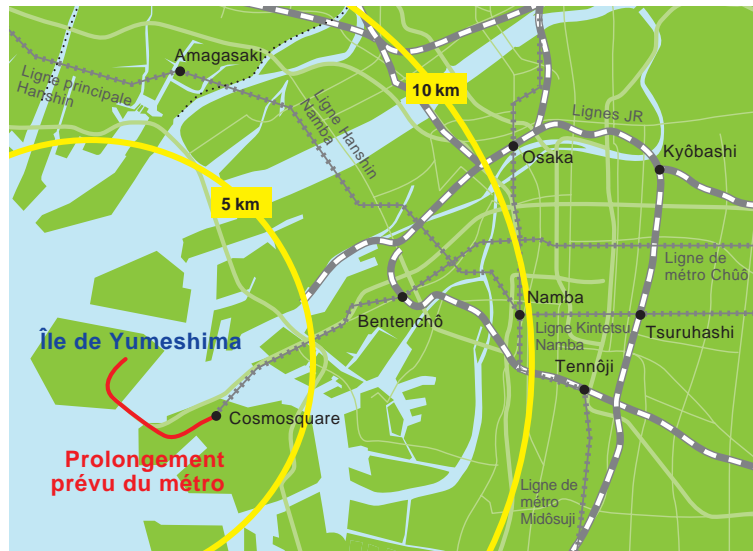 Amagasaki
Ligne principale
Hanshin
Ligne Hanshin
Namba
10 km
Lignes JR
Osaka
Kyôbashi
5 km
Ligne de
métro Chûô
Namba
Bentenchô
Ligne Kintetsu
Namba
Tsuruhashi
Île de Yumeshima
Tennôji
Cosmosquare
Prolongement
prévu du métro
Ligne de
métro
Midôsuji